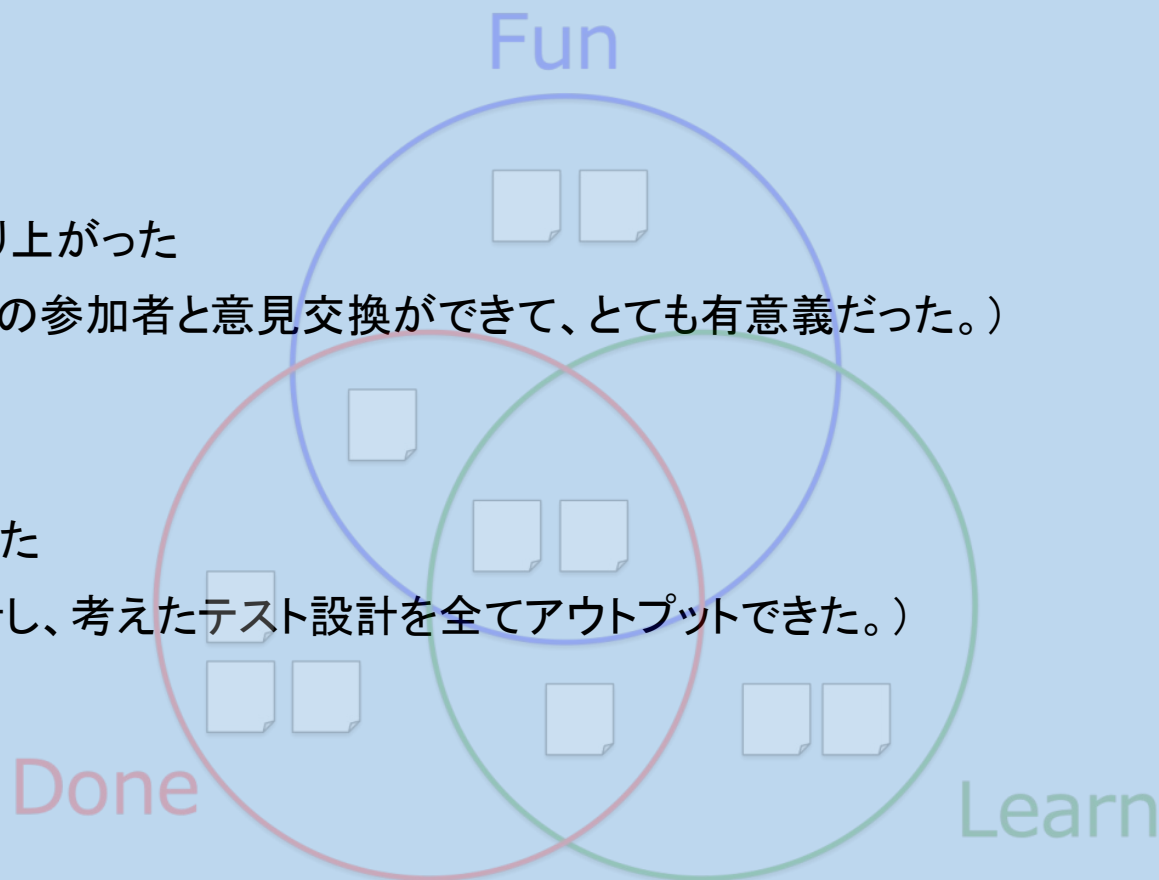 Fun
り上がった
の参加者と意見交換ができて、とても有意義だった。）
た
し、考えたテスト設計を全てアウトプットできた。）
Done
Learn